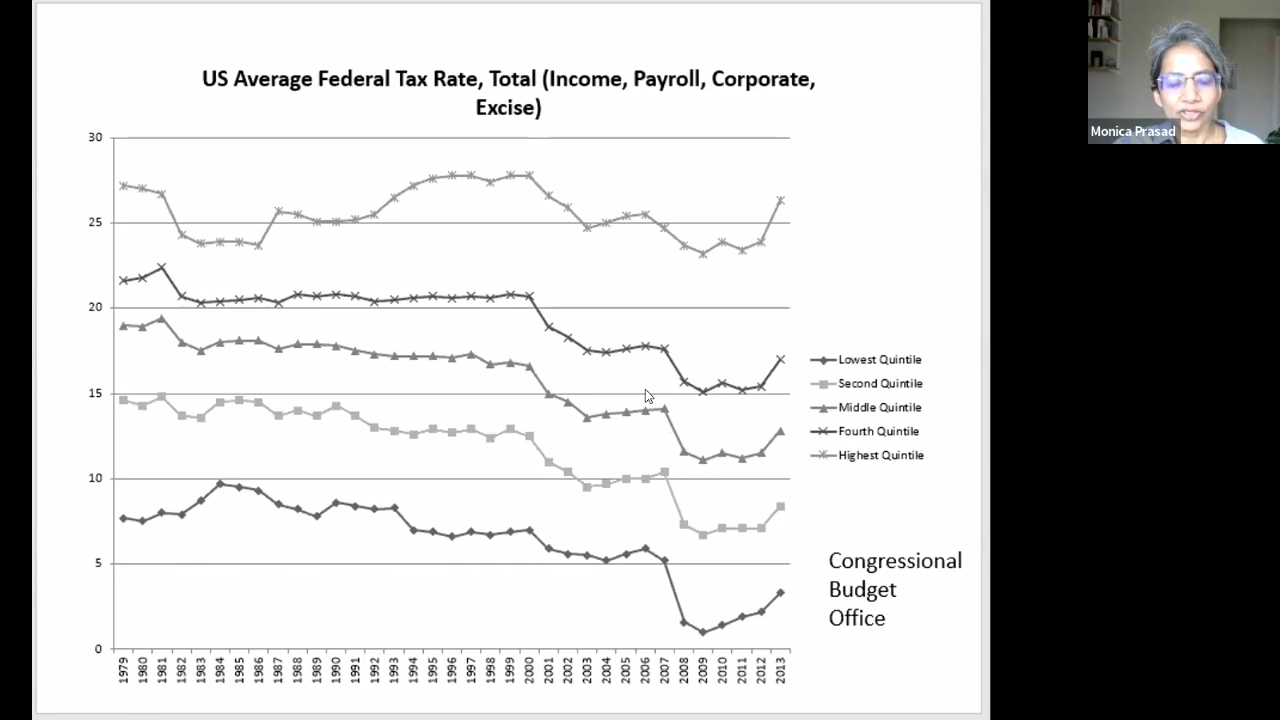 US Average Federal Tax Rate, Total (Income, Payroll, Corporate,
Excise)
Monica Prasad
30
25
20
15
10
5
0
1979 1980 1981 1982 1983 1984 1985 1986 1987 1988 1989 1990 1991 1992 1993 1994 1995 1996 1997 1998 1999 2000 2001 2002 2003 2004 2005 2006 2007 2008 2009 2010 2011 2012 2013
Lowest Quintile
Second Quintile
Middle Quintile
Fourth Quintile
Highest Quintile
Congressional
Budget
Office